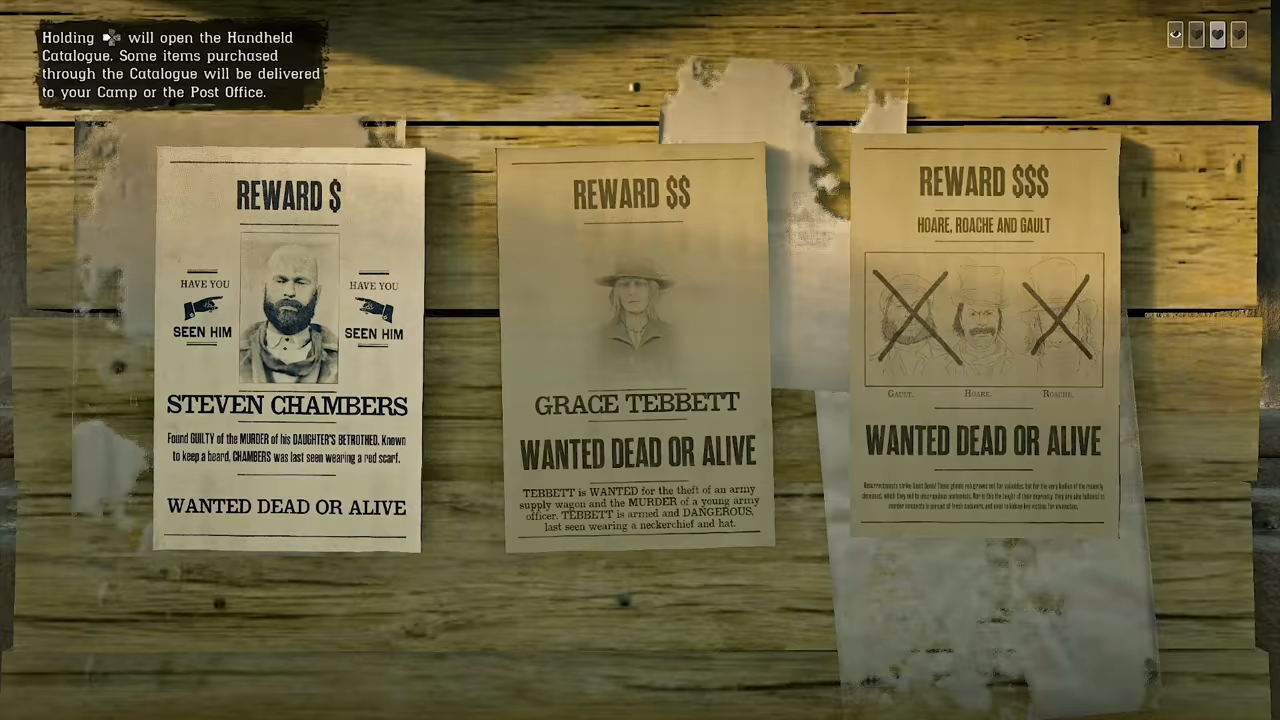 Holding will open the Handheld
Catalogue. Some items purchased
through the Catalogue will be delivered
to your Camp or the Post Office.
REWARD $
HAVE YOU
SEEN HIM
HAVE YOU
SEEN HIM
STEVEN CHAMBERS
Found GUILTY of the MURDER of his DAUGHTER'S BETROTHED. Known
to keep a beard, CHAMBERS was last seen wearing a red scarf.
WANTED DEAD OR ALIVE
REWARD $$
GRACE TEBBETT
WANTED DEAD OR ALIVE
TEBBETT is WANTED for the theft of an army
supply wagon and the MURDER of a young army
officer. TEBBETT is armed and DANGEROUS,
last seen wearing a neckerchief and hat.
REWARD $$$
HOARE, ROACHE AND GAULT
GAULT. HOARE. ROACHE.
WANTED DEAD OR ALIVE